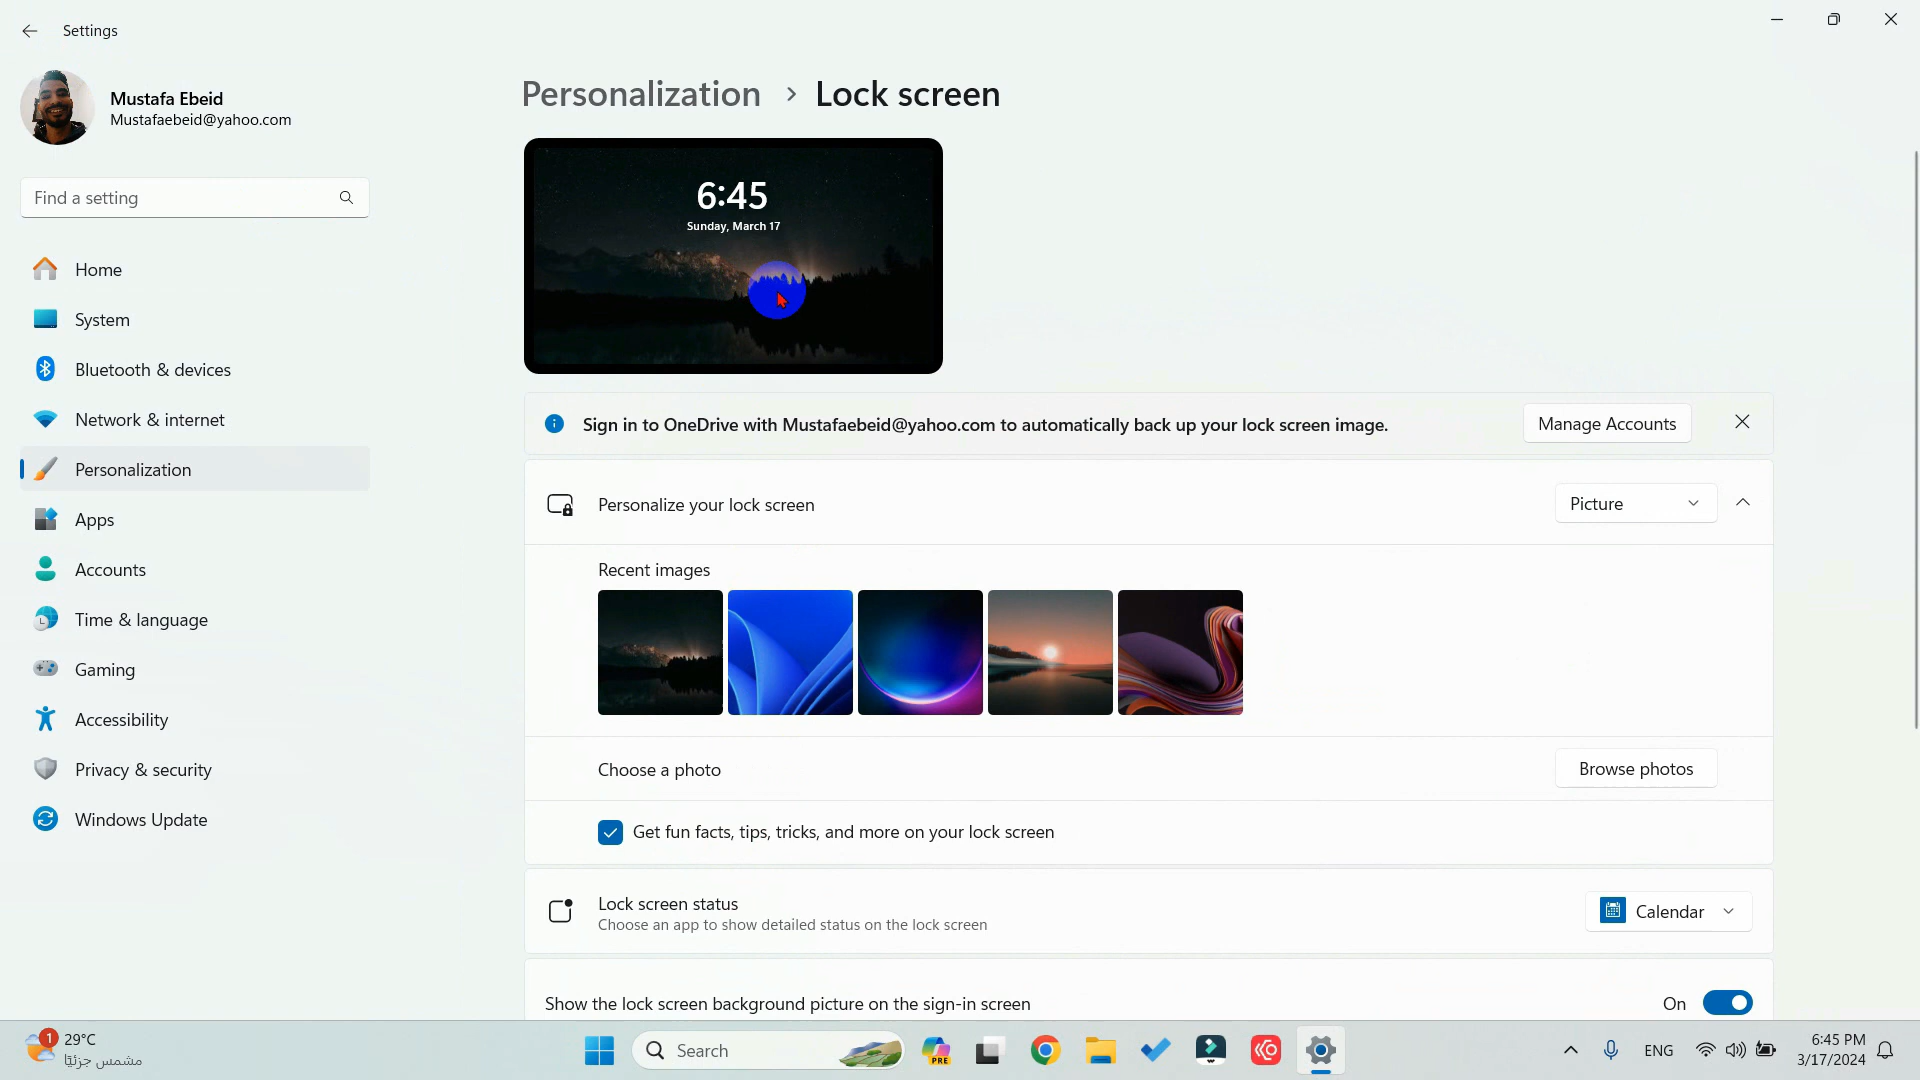 Settings
Mustafa Ebeid
Mustafaebeid@yahoo.com
Find a setting
Home
System
Bluetooth & devices
Network & internet
Personalization
Apps
Accounts
Time & language
Gaming
Accessibility
Privacy & security
Windows Update
Personalization > Lock screen
6:45
Sunday, March 17
Sign in to OneDrive with Mustafaebeid@yahoo.com to automatically back up your lock screen image.
Manage Accounts
Personalize your lock screen
Picture
Recent images
Choose a photo
Browse photos
Get fun facts, tips, tricks, and more on your lock screen
Lock screen status
Choose an app to show detailed status on the lock screen
Calendar
Show the lock screen background picture on the sign-in screen
On
1
29°C
مشمس جزئيًا
Search
PRE
ENG
6:45 PM
3/17/2024